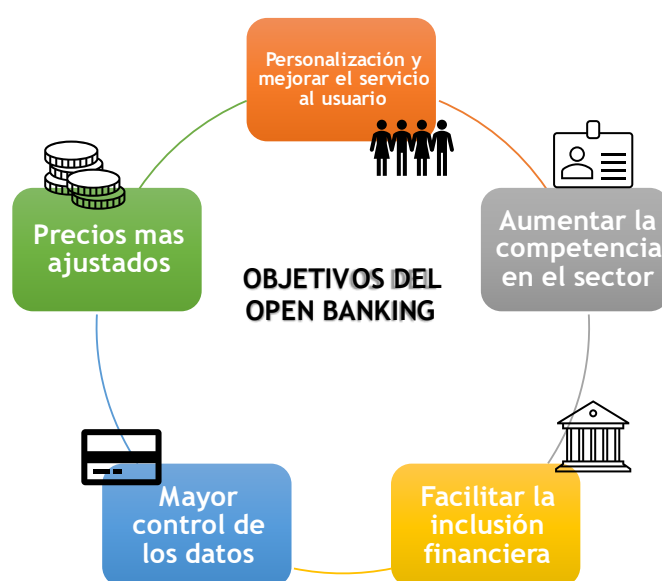 Personalización y
mejorar el servicio
al usuario
Aumentar la
competencia
en el sector
Facilitar la
inclusión
financiera
Mayor
control de
los datos
Precios mas
ajustados
OBJETIVOS DEL
OPEN BANKING